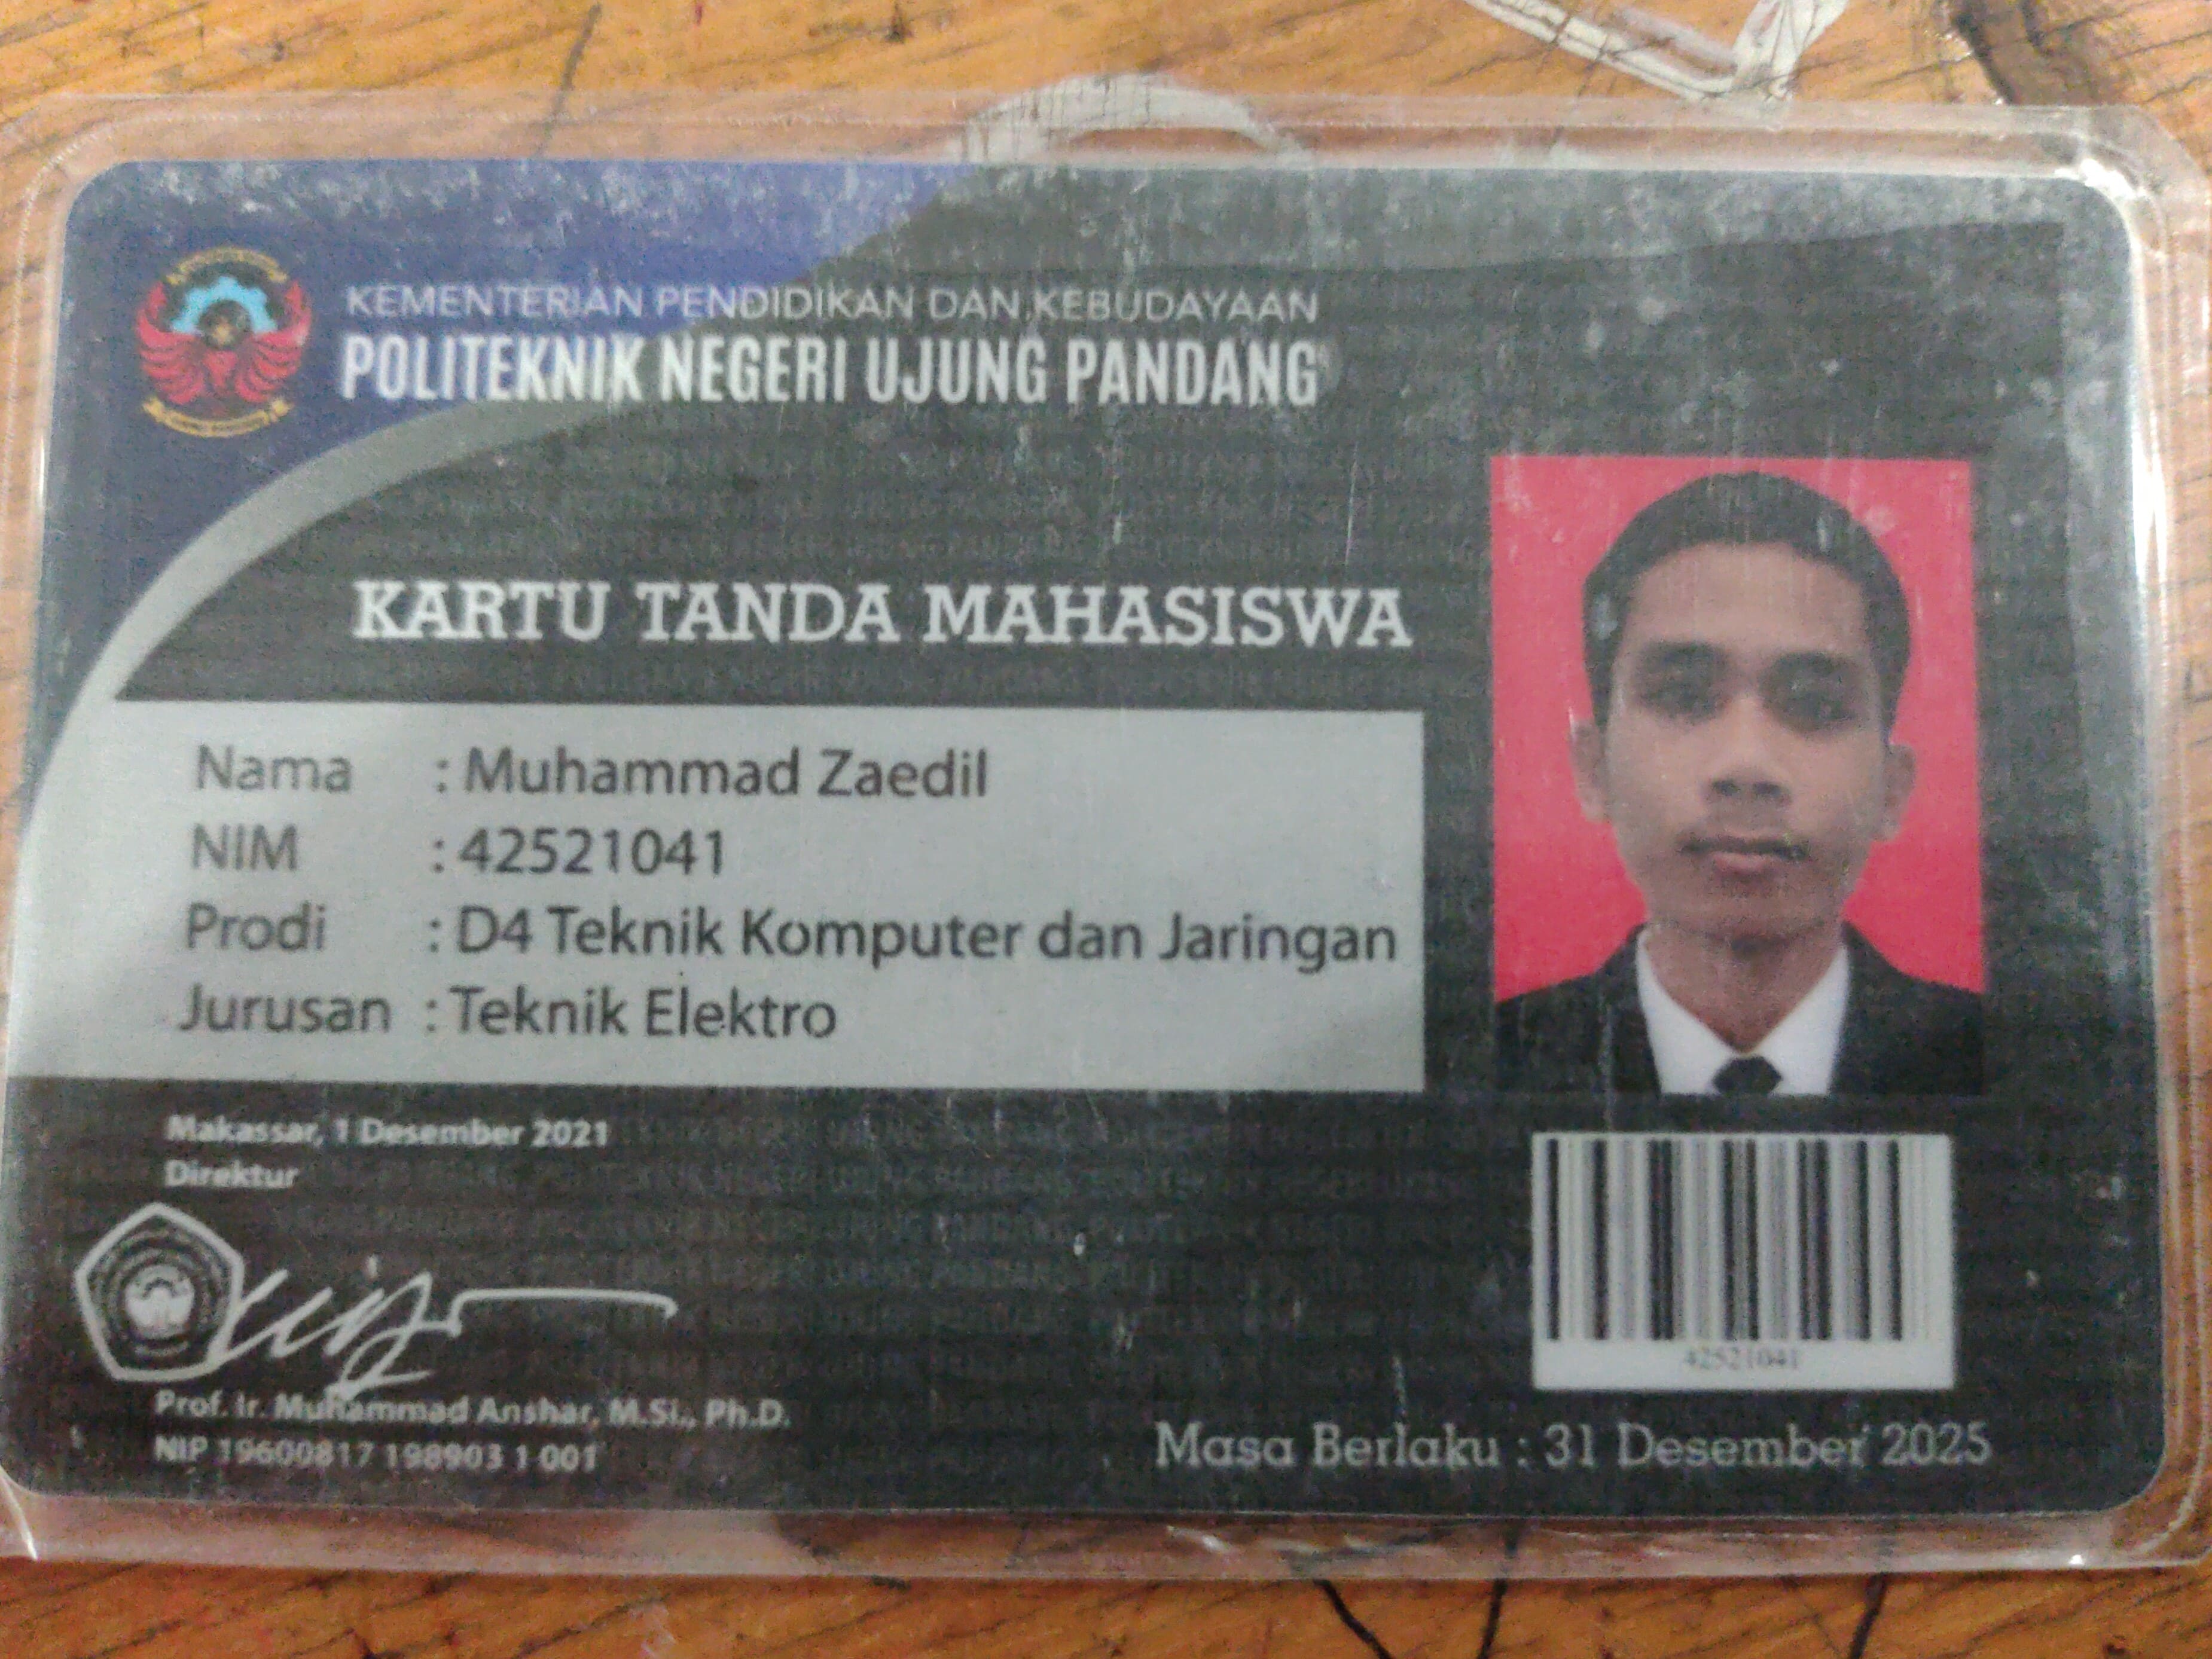 KEMENTERIAN PENDIDIKAN DAN KEBUDAYAAN
POLITEKNIK NEGERI UJUNG PANDANG
KARTU TANDA MAHASISWA
Nama : Muhammad Zaedil
NIM : 42521041
Prodi : D4 Teknik Komputer dan Jaringan
Jurusan : Teknik Elektro
Makassar, 1 Desember 2021
Direktur
Prof. Ir. Muhammad Anshar, M.Si., Ph.D.
NIP 19600817 198903 1 001
42521041
Masa Berlaku : 31 Desember 2025